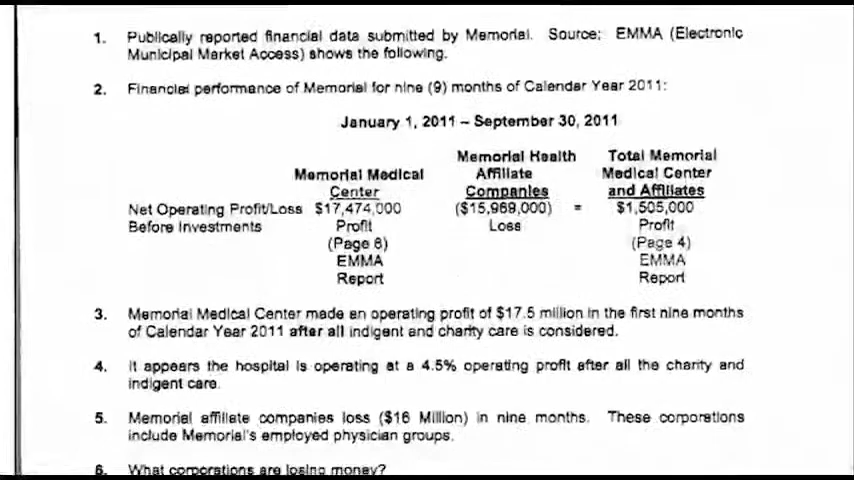 1. Publically reported financial data submitted by Memorial. Source: EMMA (Electronic
Municipal Market Access) shows the following.
2. Financial performance of Memorial for nine (9) months of Calendar Year 2011:
January 1, 2011 – September 30, 2011
Memorial Health Total Memorial
Memorial Medical Affiliate Medical Center
Center Companies and Affiliates
Net Operating Profit/Loss $17,474,000 ($15,969,000) = $1,505,000
Before Investments Profit Loss Profit
(Page 6) (Page 4)
EMMA EMMA
Report Report
3. Memorial Medical Center made an operating profit of $17.5 million in the first nine months
of Calendar Year 2011 after all indigent and charity care is considered.
4. It appears the hospital is operating at a 4.5% operating profit after all the charity and
indigent care.
5. Memorial affiliate companies loss ($16 Million) in nine months. These corporations
include Memorial's employed physician groups.
6. What corporations are losing money?